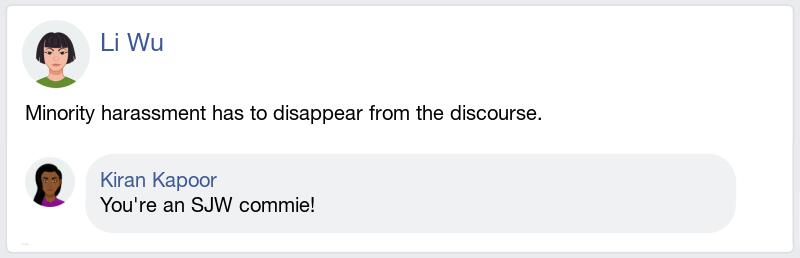 Li Wu
Minority harassment has to disappear from the discourse.
Kiran Kapoor
You're an SJW commie!